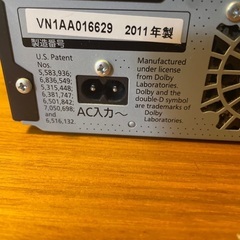 VN1AA016629 2011年製
製造番号
U.S. Patent
Nos.
5,583,936;
6,836,549;
5,315,448;
6,381,747;
6,501,842;
7,050,698; and
6,516,132.
AC入力～
Manufactured
under license
from Dolby
Laboratories.
Dolby and the
double-D symbol
are trademarks of
Dolby
Laboratories.